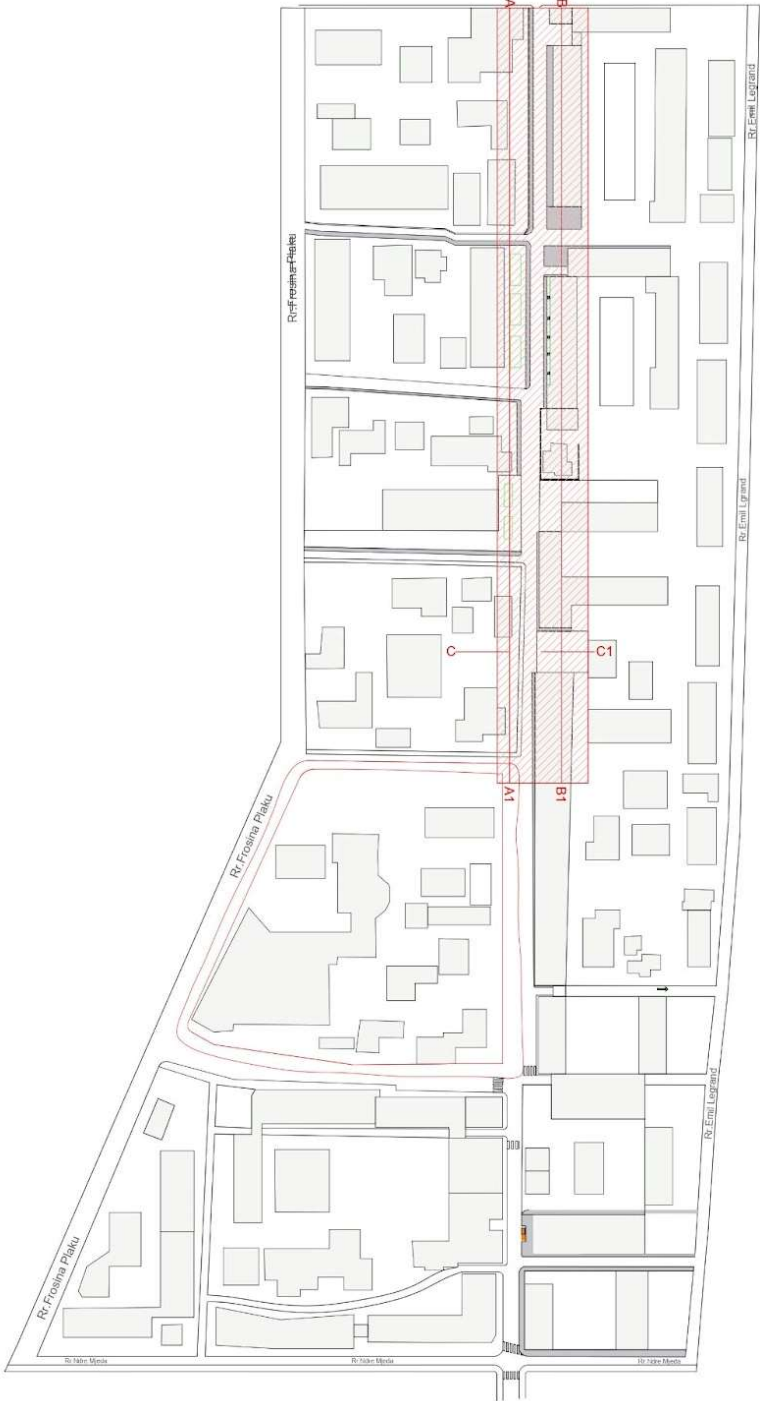 A
B
Rr.Emil Legrand
Rr.Frosina Plaku
Rr.Emil Lgrand
C
C1
A1
B1
Rr.Frosina Plaku
Rr.Emil Legrand
Rr.Frosina Plaku
Rr.Ndre Mjeda
Rr.Ndre Mjeda
Rr.Ndre Mjeda